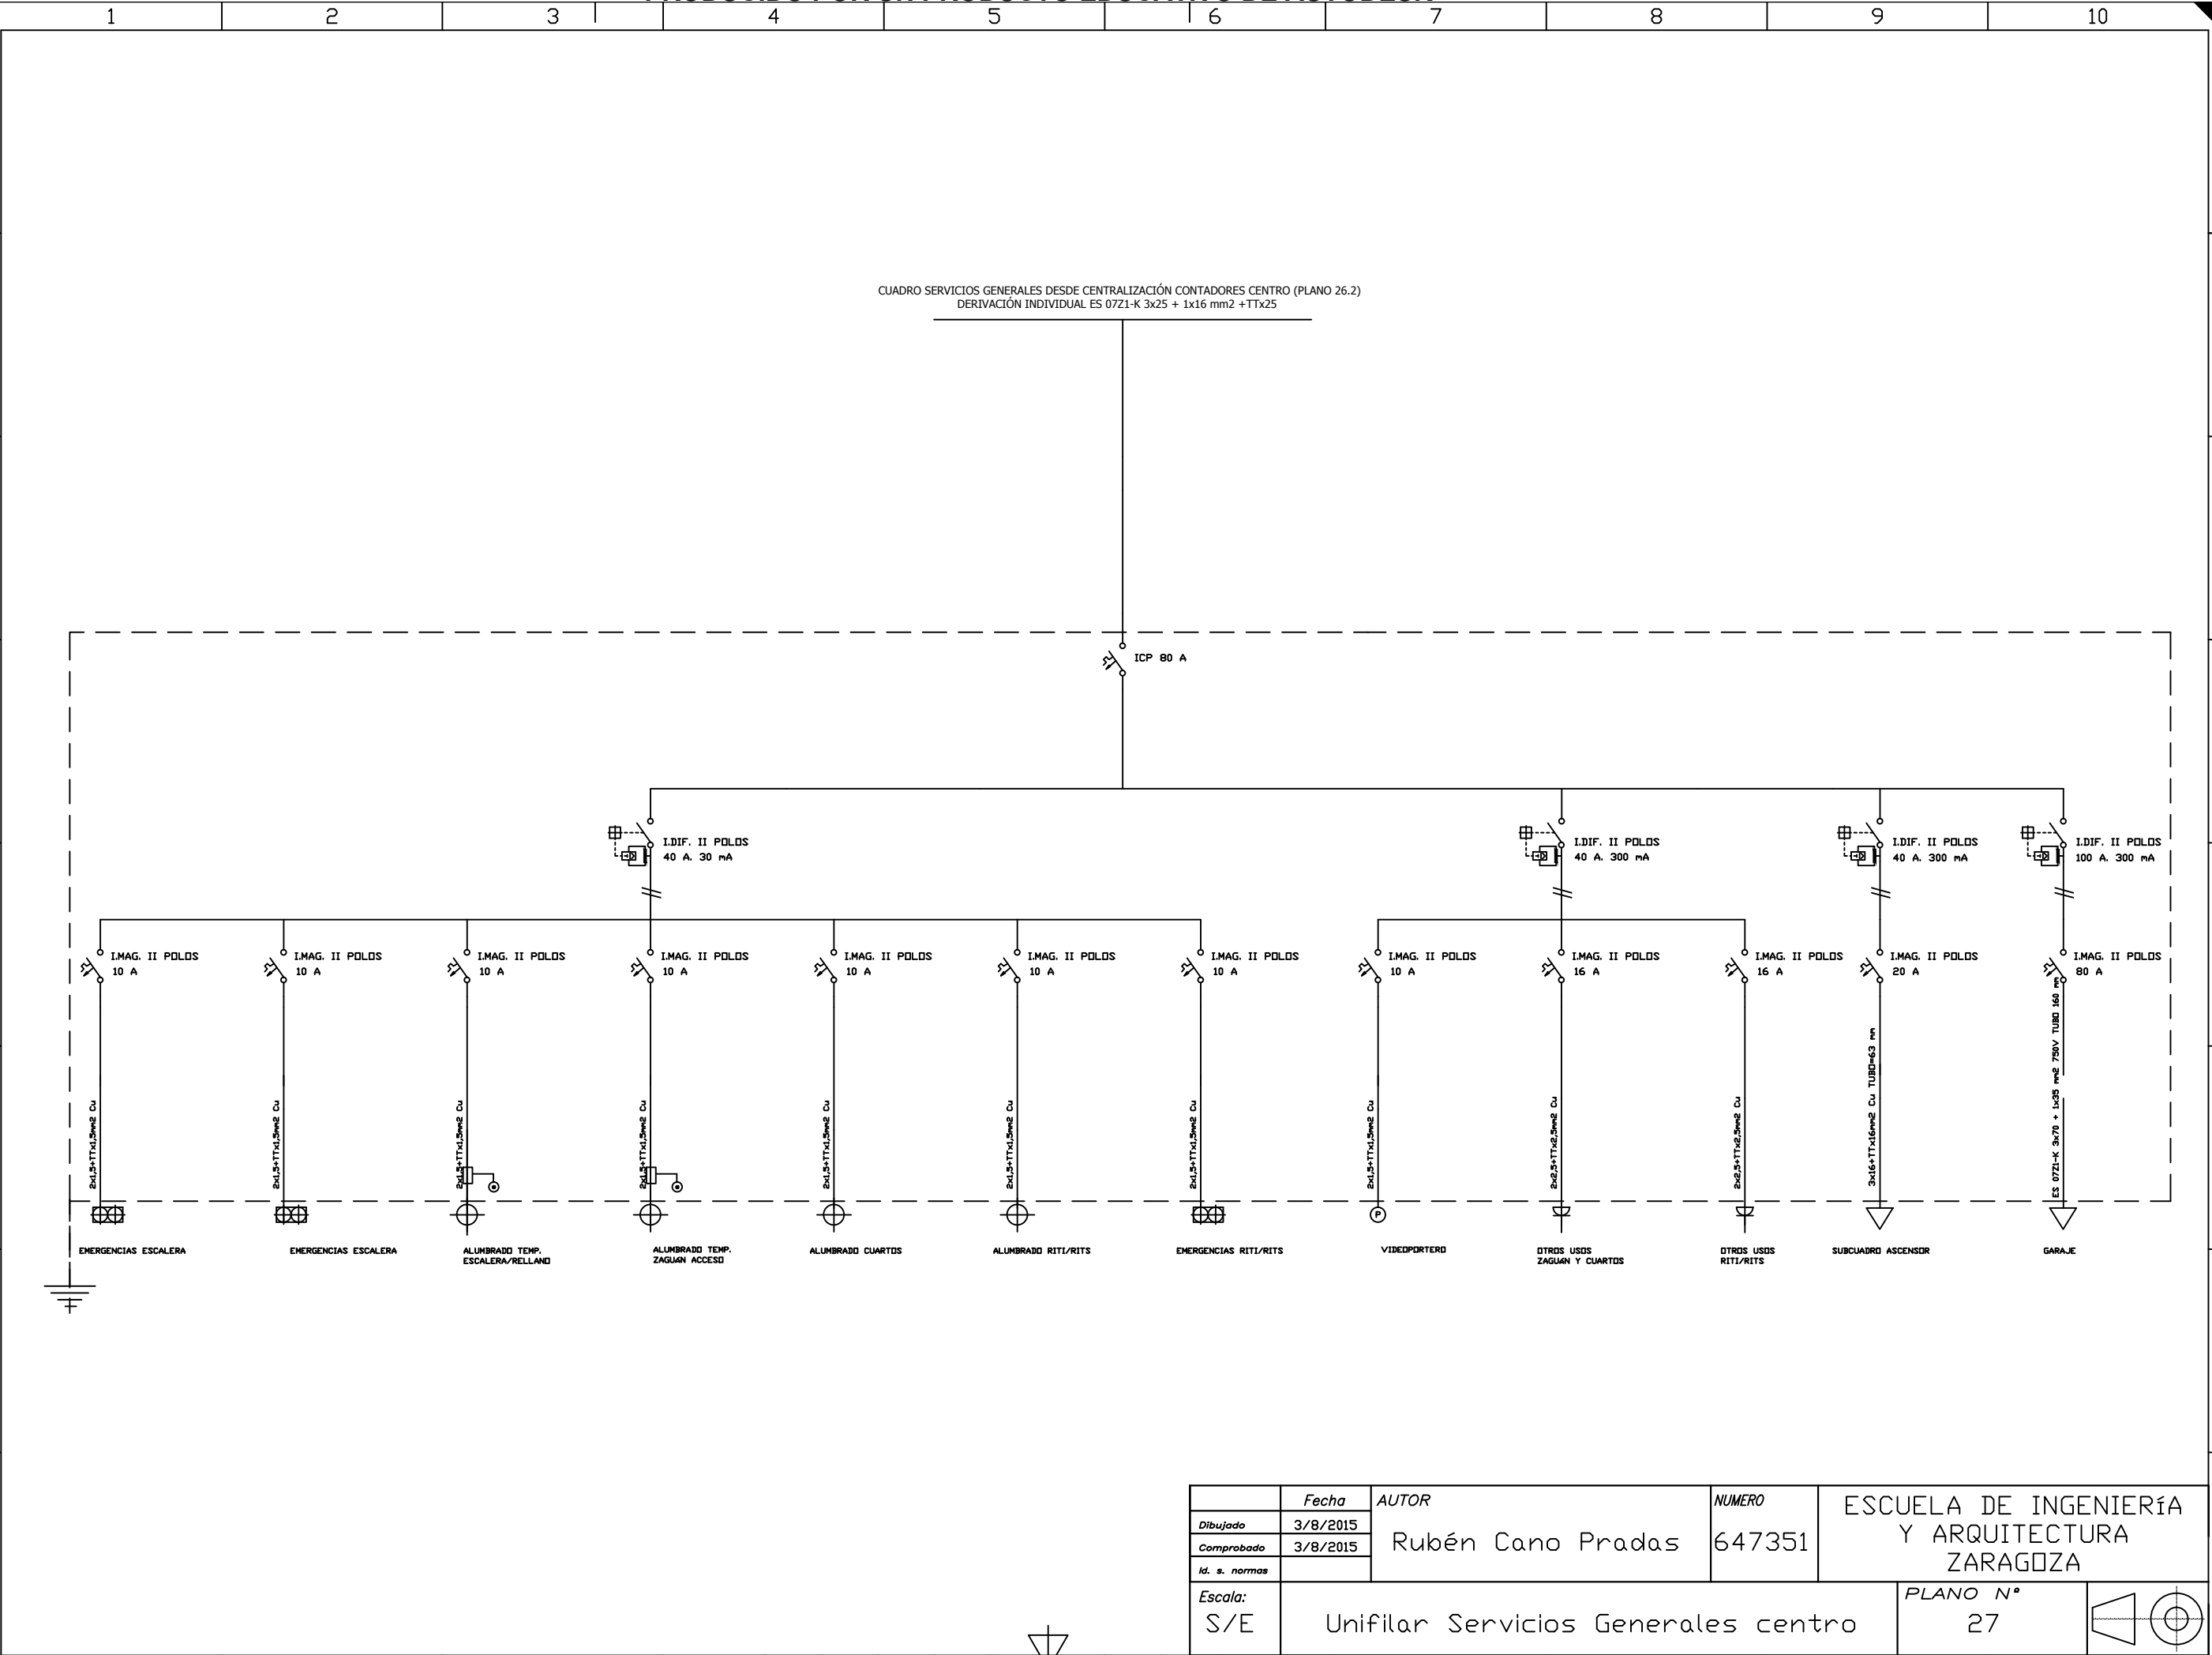 1 2 3 4 5 6 7 8 9 10
CUADRO SERVICIOS GENERALES DESDE CENTRALIZACIÓN CONTADORES CENTRO (PLANO 26.2)
DERIVACIÓN INDIVIDUAL ES 07Z1-K 3x25 + 1x16 mm2 +TTx25
ICP 80 A
I.DIF. II POLOS
40 A. 30 mA
I.DIF. II POLOS
40 A. 300 mA
I.DIF. II POLOS
40 A. 300 mA
I.DIF. II POLOS
100 A. 300 mA
I.MAG. II POLOS
10 A
I.MAG. II POLOS
10 A
I.MAG. II POLOS
10 A
I.MAG. II POLOS
10 A
I.MAG. II POLOS
10 A
I.MAG. II POLOS
10 A
I.MAG. II POLOS
10 A
I.MAG. II POLOS
10 A
I.MAG. II POLOS
16 A
I.MAG. II POLOS
16 A
I.MAG. II POLOS
20 A
I.MAG. II POLOS
80 A
2x1,5+TTx1,5mm2 Cu
2x1,5+TTx1,5mm2 Cu
2x1,5+TTx1,5mm2 Cu
2x1,5+TTx1,5mm2 Cu
2x1,5+TTx1,5mm2 Cu
2x1,5+TTx1,5mm2 Cu
2x1,5+TTx1,5mm2 Cu
2x1,5+TTx1,5mm2 Cu
2x2,5+TTx2,5mm2 Cu
2x2,5+TTx2,5mm2 Cu
3x16+TTx16mm2 Cu TUBO=63 mm
ES 07Z1-K 3x70 + 1x35 mm2 750V TUBO 160 mm
P
EMERGENCIAS ESCALERA
EMERGENCIAS ESCALERA
ALUMBRADO TEMP.
ESCALERA/RELLANO
ALUMBRADO TEMP.
ZAGUAN ACCESO
ALUMBRADO CUARTOS
ALUMBRADO RITI/RITS
EMERGENCIAS RITI/RITS
VIDEOPORTERO
OTROS USOS
ZAGUAN Y CUARTOS
OTROS USOS
RITI/RITS
SUBCUADRO ASCENSOR
GARAJE
Fecha
Dibujado 3/8/2015
Comprobado 3/8/2015
Id. s. normas
AUTOR
Rubén Cano Pradas
NUMERO
647351
ESCUELA DE INGENIERíA
Y ARQUITECTURA
ZARAGOZA
Escala:
S/E
Unifilar Servicios Generales centro
PLANO Nº
27